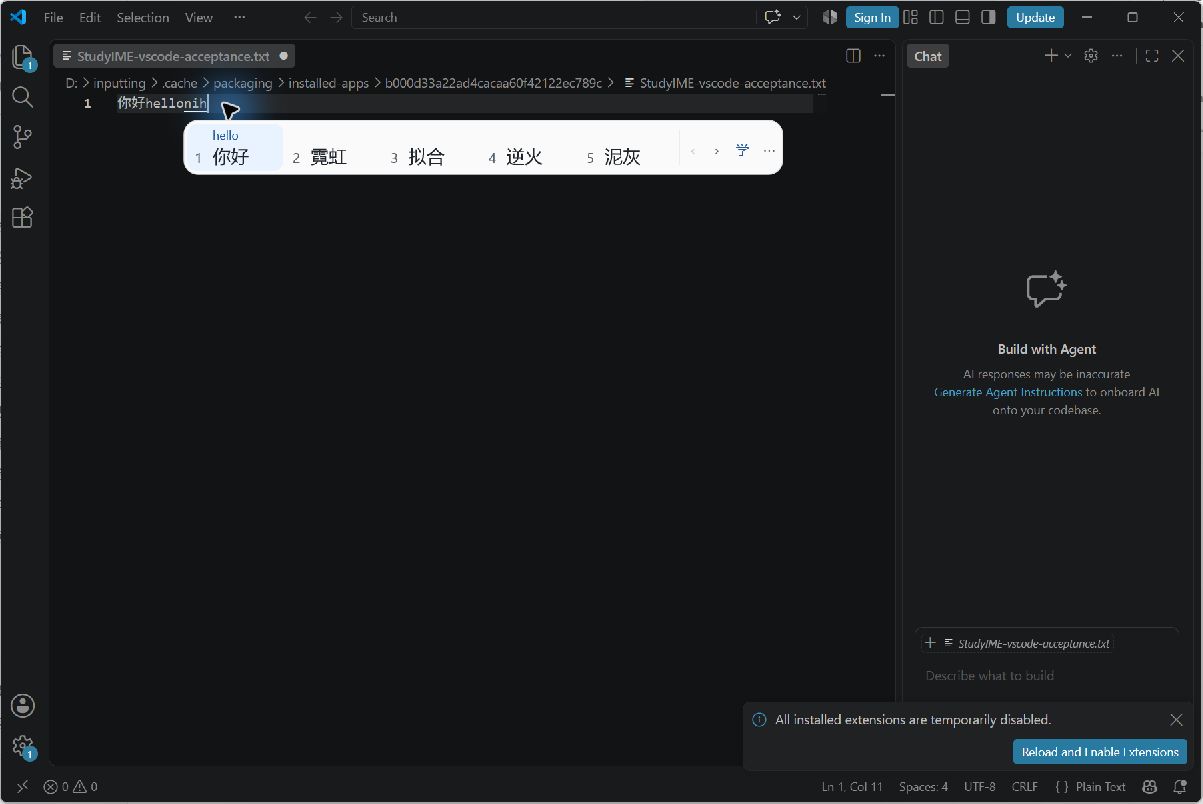 File Edit Selection View ··· Search Sign In Update
StudyIME-vscode-acceptance.txt
D: > inputting > .cache > packaging > installed-apps > b000d33a22ad4cacaa60f42122ec789c > StudyIME-vscode-acceptance.txt
1 你好hellonih
hello
1 你好 2 霓虹 3 拟合 4 逆火 5 泥灰 学 ···
Chat
Build with Agent
AI responses may be inaccurate
Generate Agent Instructions to onboard AI
onto your codebase.
StudyIME-vscode-acceptance.txt
Describe what to build
All installed extensions are temporarily disabled.
Reload and Enable Extensions
1
1
0 0 Ln 1, Col 11 Spaces: 4 UTF-8 CRLF {} Plain Text